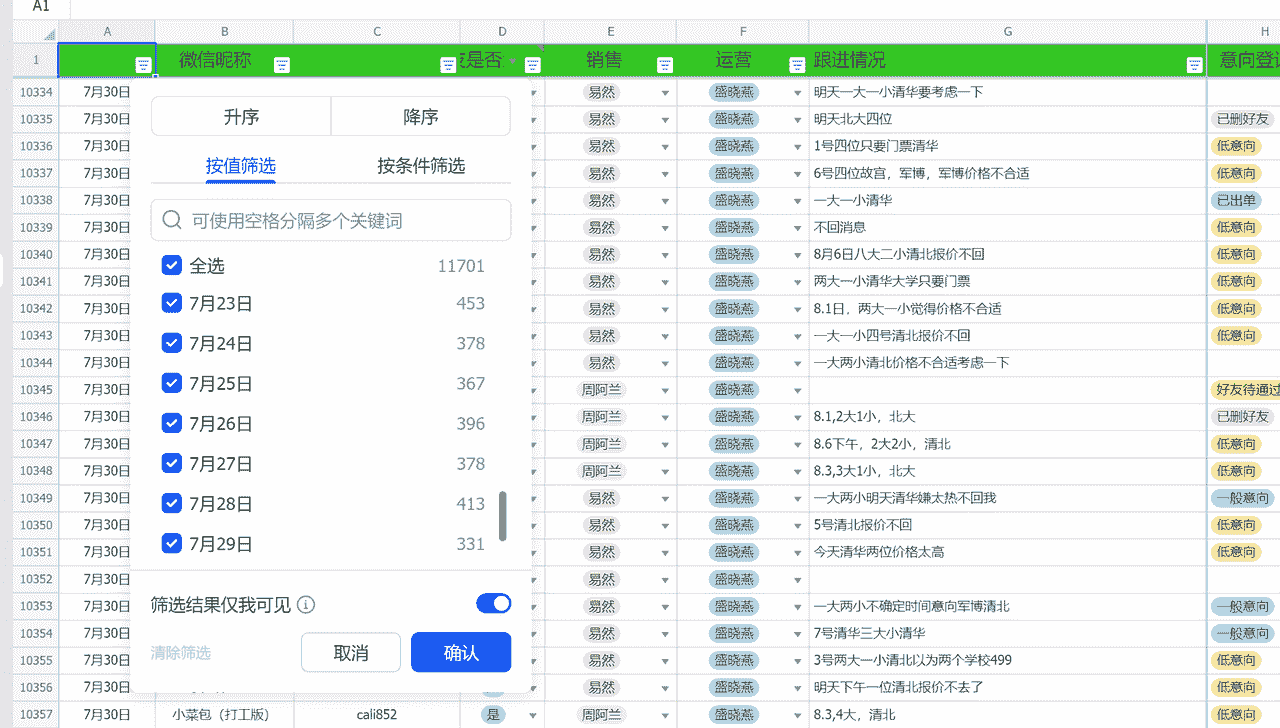 A1
A B C D E F G H
1 微信昵称 是否 销售 运营 跟进情况 意向登
升序 降序
按值筛选 按条件筛选
可使用空格分隔多个关键词
全选 11701
7月23日 453
7月24日 378
7月25日 367
7月26日 396
7月27日 378
7月28日 413
7月29日 331
筛选结果仅我可见
清除筛选 取消 确认
10334 7月30日 易然 盛晓燕 明天一大一小清华要考虑一下
10335 7月30日 易然 盛晓燕 明天北大四位 已删好友
10336 7月30日 易然 盛晓燕 1号四位只要门票清华 低意向
10337 7月30日 易然 盛晓燕 6号四位故宫，军博，军博价格不合适 低意向
10338 7月30日 易然 盛晓燕 一大一小清华 已出单
10339 7月30日 易然 盛晓燕 不回消息 低意向
10340 7月30日 易然 盛晓燕 8月6日八大二小清北报价不回 低意向
10341 7月30日 易然 盛晓燕 两大一小清华大学只要门票 低意向
10342 7月30日 易然 盛晓燕 8.1日，两大一小觉得价格不合适 低意向
10343 7月30日 易然 盛晓燕 一大一小四号清北报价不回 低意向
10344 7月30日 易然 盛晓燕 一大两小清北价格不合适考虑一下
10345 7月30日 周阿兰 盛晓燕 好友待通过
10346 7月30日 周阿兰 盛晓燕 8.1,2大1小，北大 已删好友
10347 7月30日 周阿兰 盛晓燕 8.6下午，2大2小，清北 低意向
10348 7月30日 周阿兰 盛晓燕 8.3,3大1小，北大 低意向
10349 7月30日 易然 盛晓燕 一大两小明天清华嫌太热不回我 一般意向
10350 7月30日 易然 盛晓燕 5号清北报价不回 低意向
10351 7月30日 易然 盛晓燕 今天清华两位价格太高 低意向
10352 7月30日 易然 盛晓燕
10353 7月30日 易然 盛晓燕 一大两小不确定时间意向军博清北 一般意向
10354 7月30日 易然 盛晓燕 7号清华三大小清华 一般意向
10355 7月30日 易然 盛晓燕 3号两大一小清北以为两个学校499 低意向
10356 7月30日 易然 盛晓燕 明天下午一位清北报价不去了 低意向
10357 7月30日 小菜包（打工版） cali852 是 周阿兰 盛晓燕 8.3,4大，清北 低意向